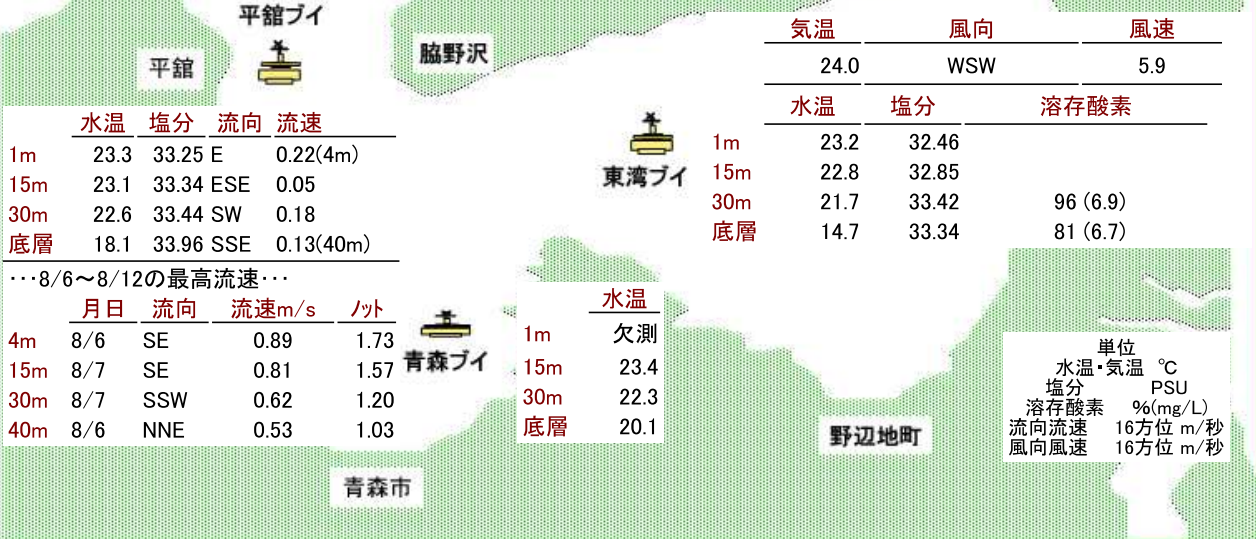 平舘ブイ
平舘
脇野沢
水温 塩分 流向 流速
1m 23.3 33.25 E 0.22(4m)
15m 23.1 33.34 ESE 0.05
30m 22.6 33.44 SW 0.18
底層 18.1 33.96 SSE 0.13(40m)
…8/6～8/12の最高流速…
月日 流向 流速m/s ノット
4m 8/6 SE 0.89 1.73
15m 8/7 SE 0.81 1.57
30m 8/7 SSW 0.62 1.20
40m 8/6 NNE 0.53 1.03
気温 風向 風速
24.0 WSW 5.9
水温 塩分 溶存酸素
1m 23.2 32.46
15m 22.8 32.85
30m 21.7 33.42 96 (6.9)
底層 14.7 33.34 81 (6.7)
東湾ブイ
青森ブイ
水温
1m 欠測
15m 23.4
30m 22.3
底層 20.1
単位
水温・気温 ℃
塩分 PSU
溶存酸素 %(mg/L)
流向流速 16方位 m/秒
風向風速 16方位 m/秒
野辺地町
青森市